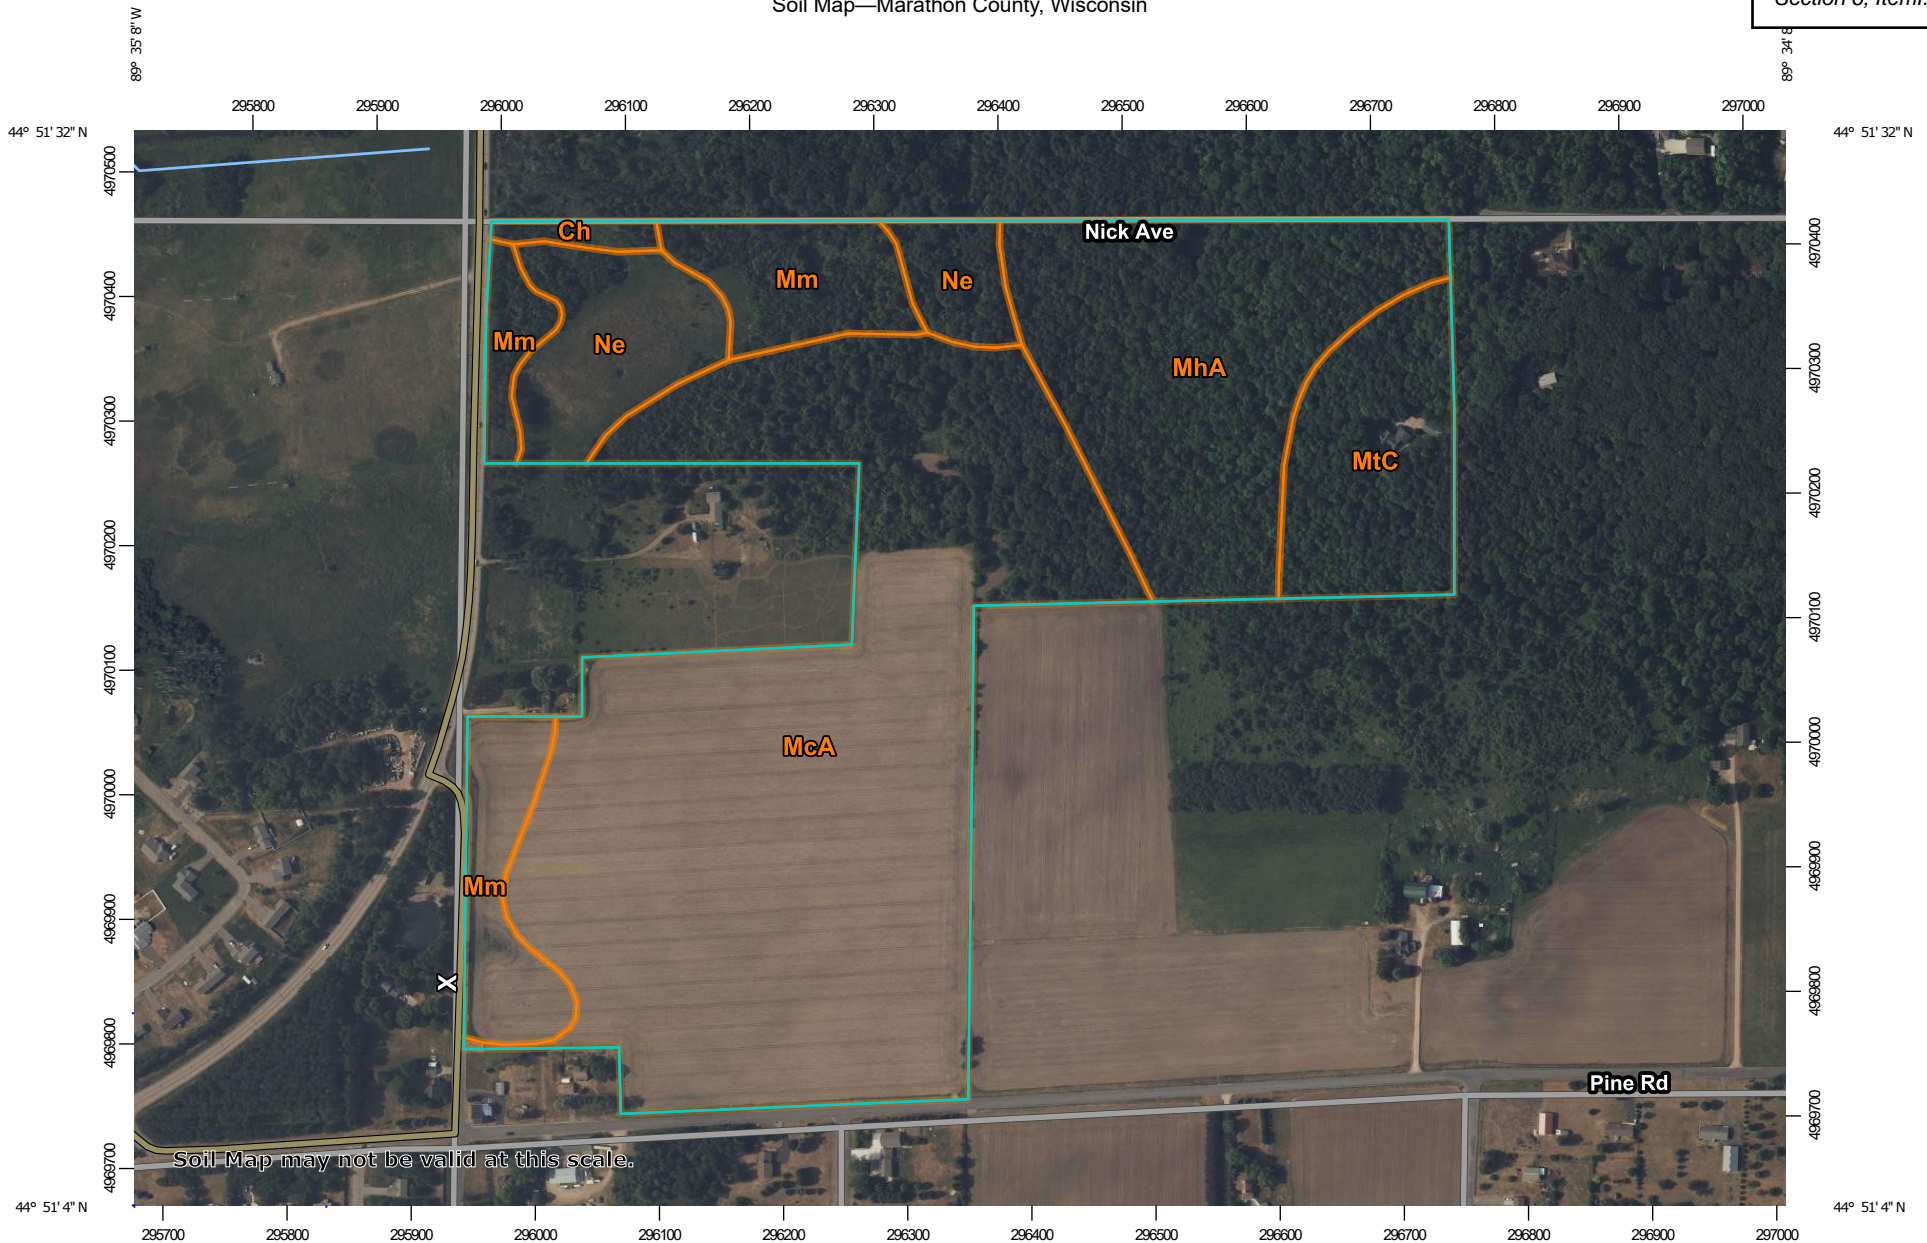 Soil Map—Marathon County, Wisconsin
89° 35' 8'' W
295800 295900 296000 296100 296200 296300 296400 296500 296600 296700 296800 296900 297000
44° 51' 32'' N
44° 51' 32'' N
4970500
4970400
4970300
4970200
4970100
4970000
4969900
4969800
4969700
Ch
Nick Ave
Mm
Ne
Mm
Ne
MhA
MtC
McA
Mm
X
Pine Rd
Soil Map may not be valid at this scale.
4970400
4970300
4970200
4970100
4970000
4969900
4969800
4969700
44° 51' 4'' N
44° 51' 4'' N
295700 295800 295900 296000 296100 296200 296300 296400 296500 296600 296700 296800 296900 297000